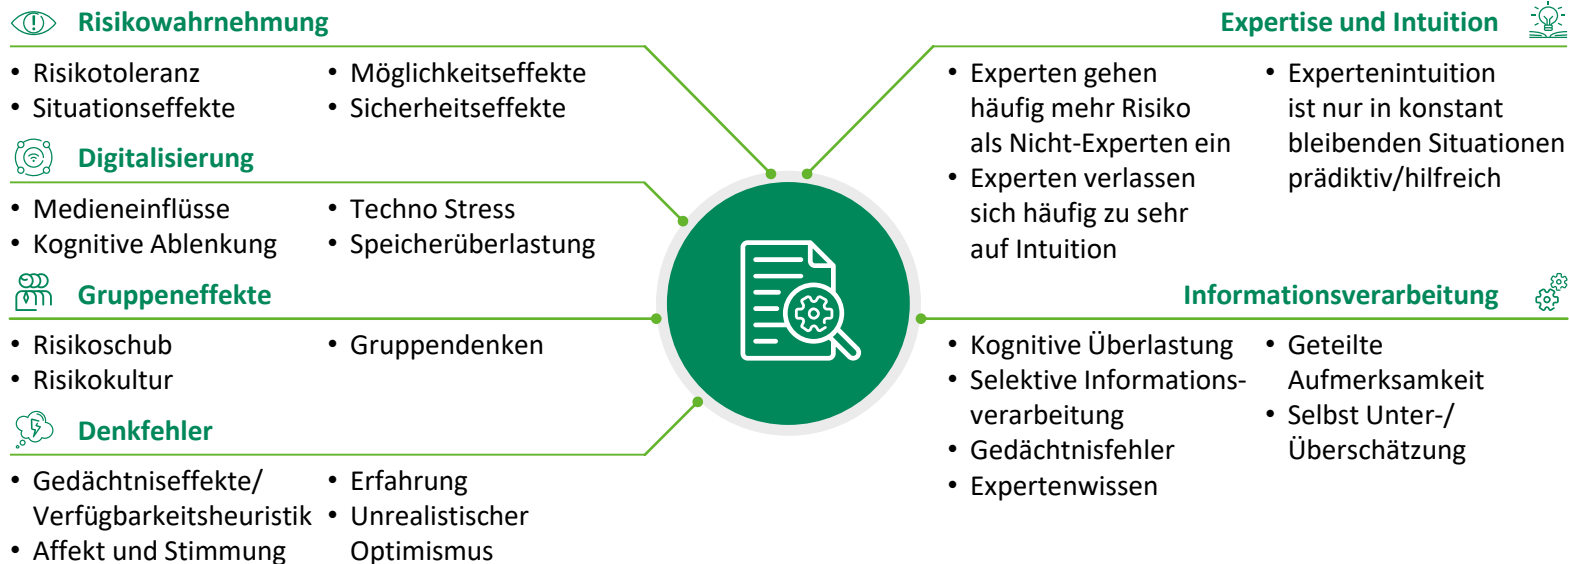 Risikowahrnehmung
• Risikotoleranz
• Situationseffekte
• Möglichkeitseffekte
• Sicherheitseffekte
Digitalisierung
• Medieneinflüsse
• Kognitive Ablenkung
• Techno Stress
• Speicherüberlastung
Gruppeneffekte
• Risikoschub
• Risikokultur
• Gruppendenken
Denkfehler
• Gedächtniseffekte/
Verfügbarkeitsheuristik
• Affekt und Stimmung
• Erfahrung
• Unrealistischer
Optimismus
Expertise und Intuition
• Experten gehen
häufig mehr Risiko
als Nicht-Experten ein
• Experten verlassen
sich häufig zu sehr
auf Intuition
• Expertenintuition
ist nur in konstant
bleibenden Situationen
prädiktiv/hilfreich
Informationsverarbeitung
• Kognitive Überlastung
• Selektive Informations-
verarbeitung
• Gedächtnisfehler
• Expertenwissen
• Geteilte
Aufmerksamkeit
• Selbst Unter-/
Überschätzung